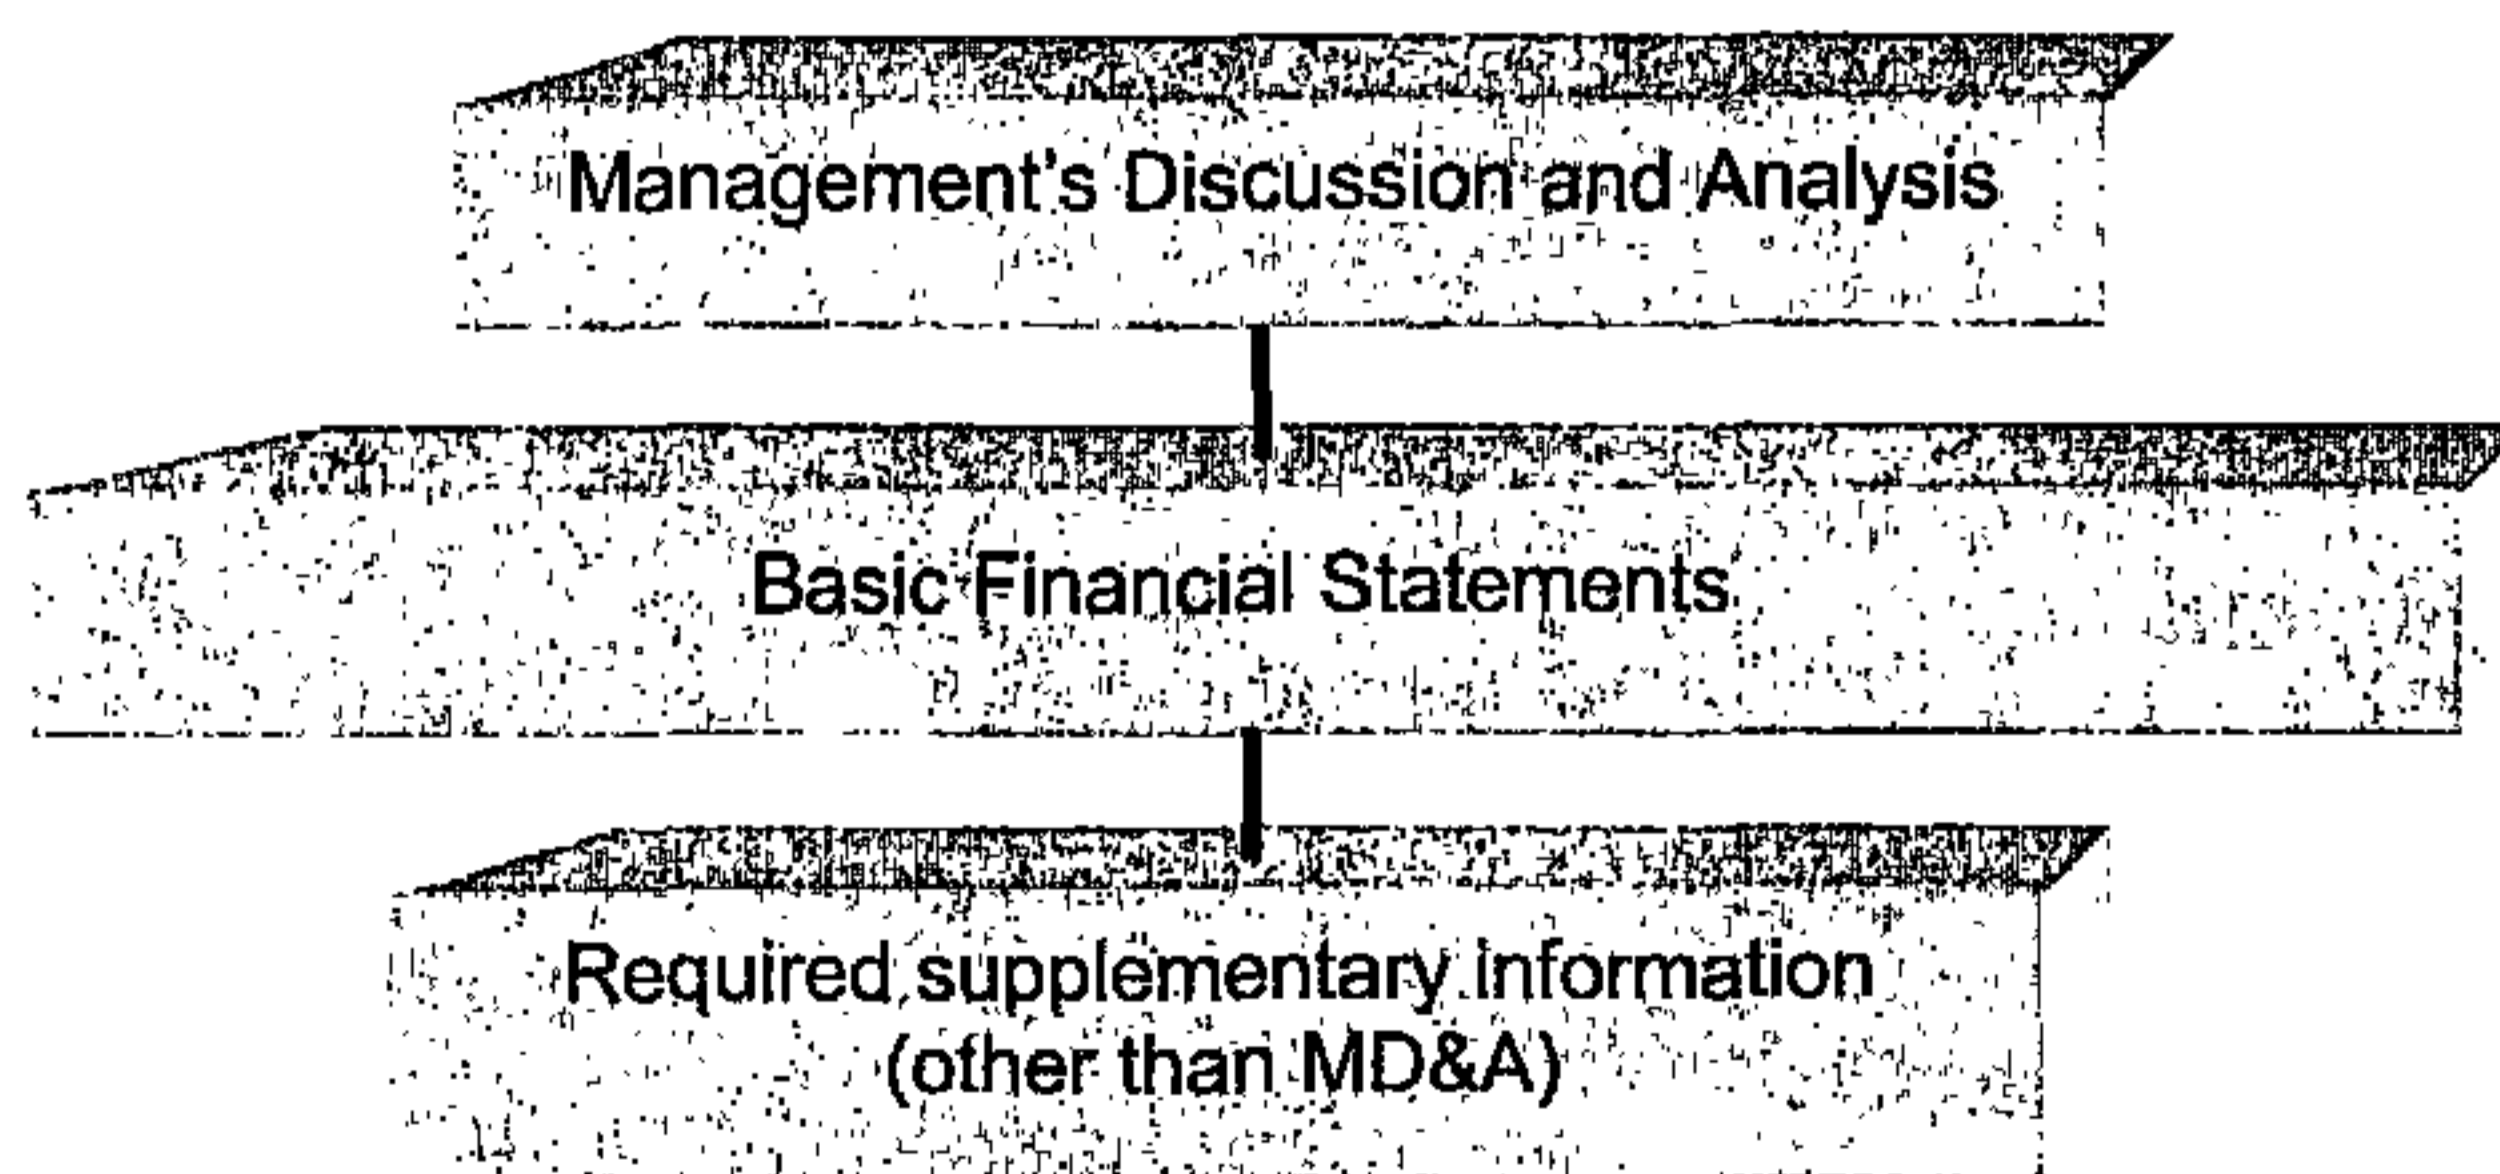 Management's Discussion and Analysis
Basic Financial Statements
Required supplementary information
(other than MD&A)